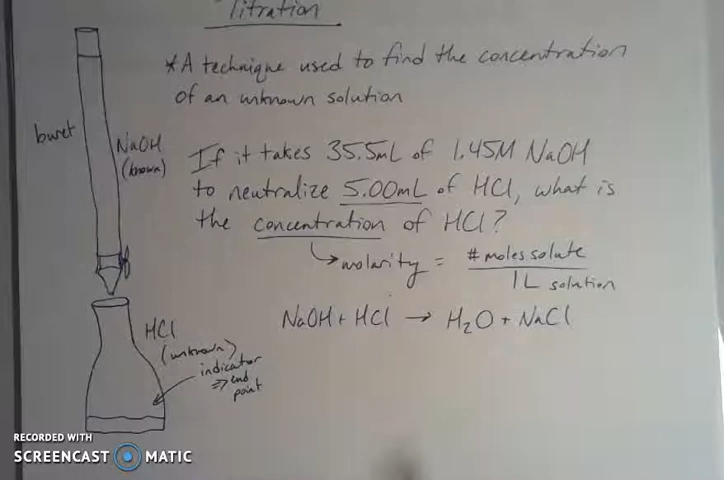 Titration
*A technique used to find the concentration
of an unknown solution
buret
NaOH
(known)
If it takes 35.5mL of 1.45M NaOH
to neutralize 5.00mL of HCl, what is
the concentration of HCl?
→ molarity = # moles solute
1 L solution
NaOH + HCl → H₂O + NaCl
HCl
(unknown)
indicator
⇒ end
point
RECORDED WITH
SCREENCAST MATIC